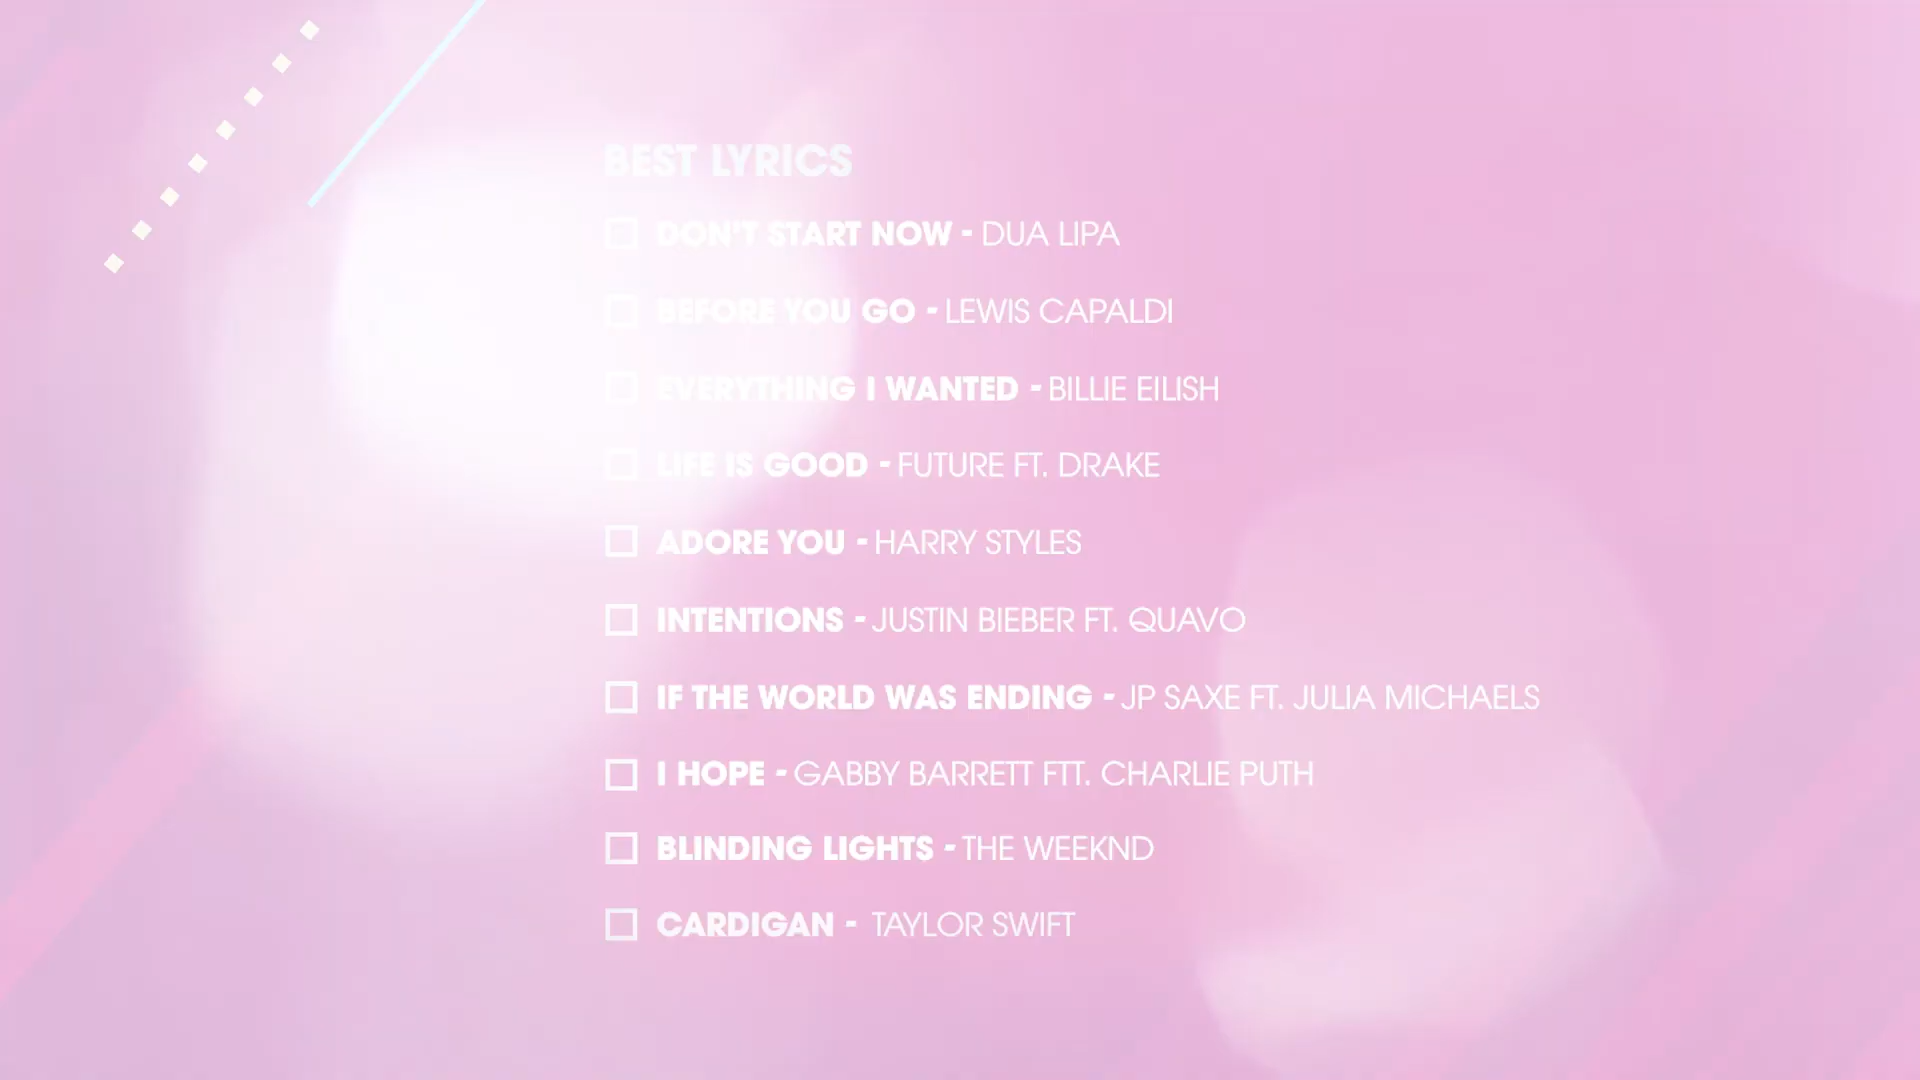 BEST LYRICS
DON'T START NOW - DUA LIPA
BEFORE YOU GO - LEWIS CAPALDI
EVERYTHING I WANTED - BILLIE EILISH
LIFE IS GOOD - FUTURE FT. DRAKE
ADORE YOU - HARRY STYLES
INTENTIONS - JUSTIN BIEBER FT. QUAVO
IF THE WORLD WAS ENDING - JP SAXE FT. JULIA MICHAELS
I HOPE - GABBY BARRETT FTT. CHARLIE PUTH
BLINDING LIGHTS - THE WEEKND
CARDIGAN - TAYLOR SWIFT